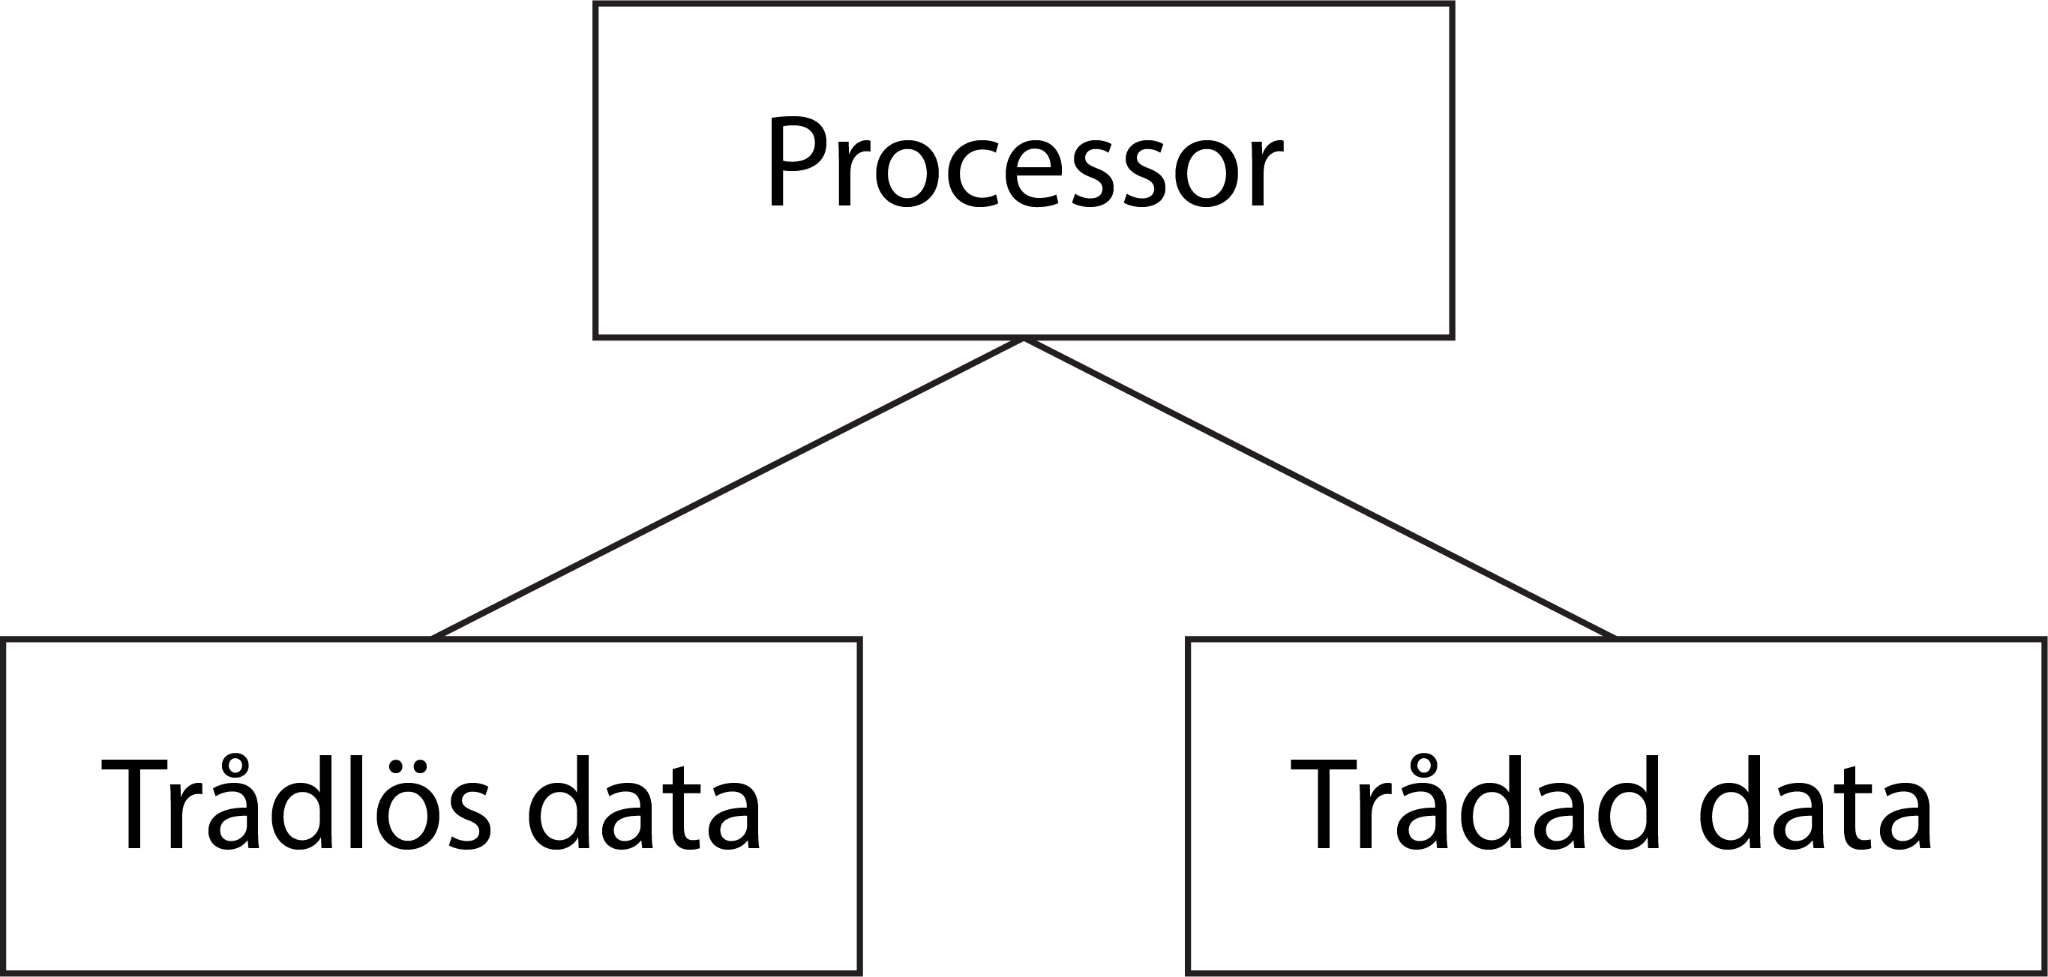 Processor
Trådlös data
Trådad data